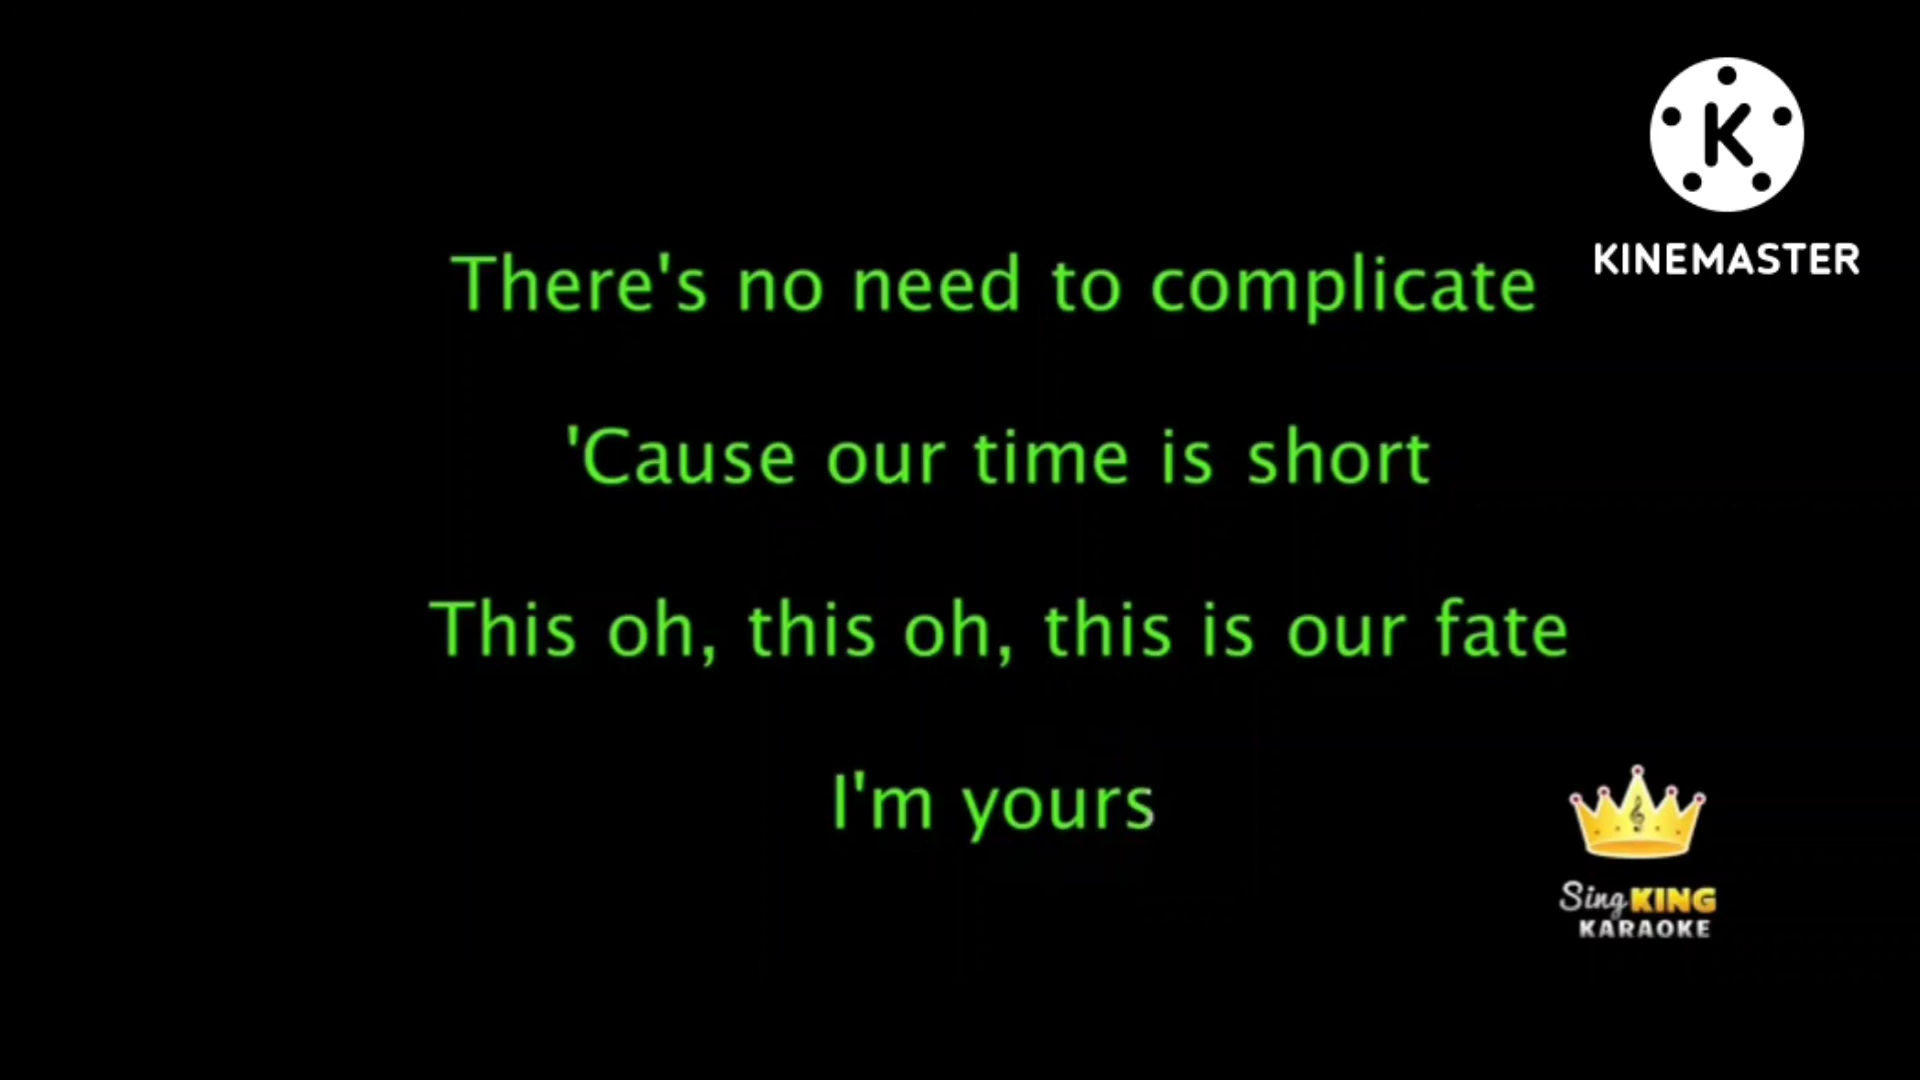 K
KINEMASTER
There's no need to complicate
'Cause our time is short
This oh, this oh, this is our fate
I'm yours
Sing KING
KARAOKE